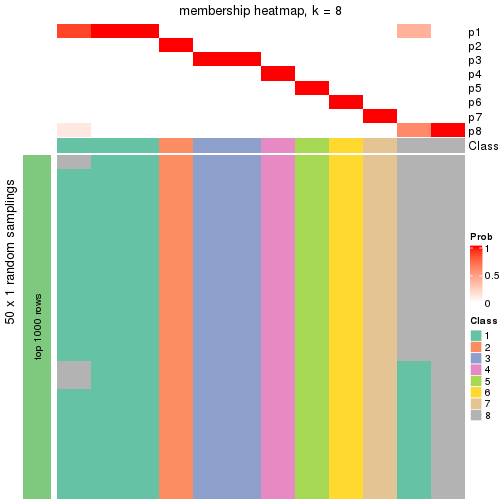 membership heatmap, k = 8
p1
p2
p3
p4
p5
p6
p7
p8
Class
50 x 1 random samplings
top 1000 rows
Prob
1
0.5
0
Class
1
2
3
4
5
6
7
8